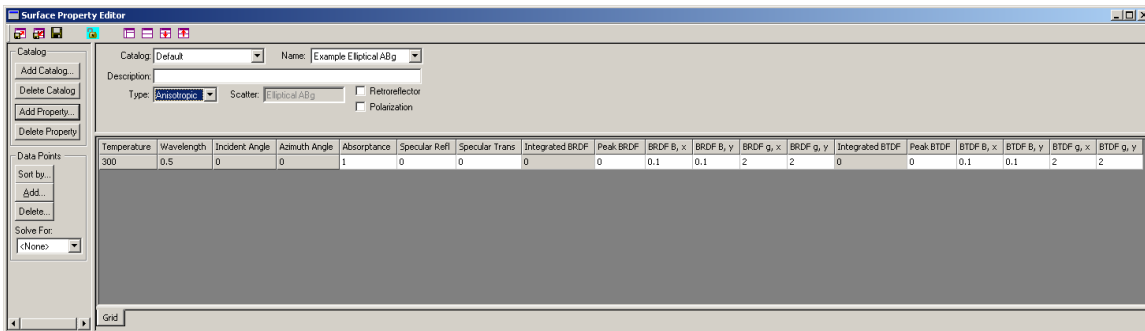 Surface Property Editor
Catalog
Add Catalog...
Delete Catalog
Add Property...
Delete Property
Data Points
Sort by...
Add...
Delete...
Solve For:
<None>
Catalog: Default Name: Example Elliptical ABg
Description:
Type: Anisotropic Scatter: Elliptical ABg Retroreflector
Polarization
Temperature Wavelength Incident Angle Azimuth Angle Absorptance Specular Refl Specular Trans Integrated BRDF Peak BRDF BRDF B, x BRDF B, y BRDF g, x BRDF g, y Integrated BTDF Peak BTDF BTDF B, x BTDF B, y BTDF g, x BTDF g, y
300 0.5 0 0 1 0 0 0 0 0.1 0.1 2 2 0 0 0.1 0.1 2 2
Grid